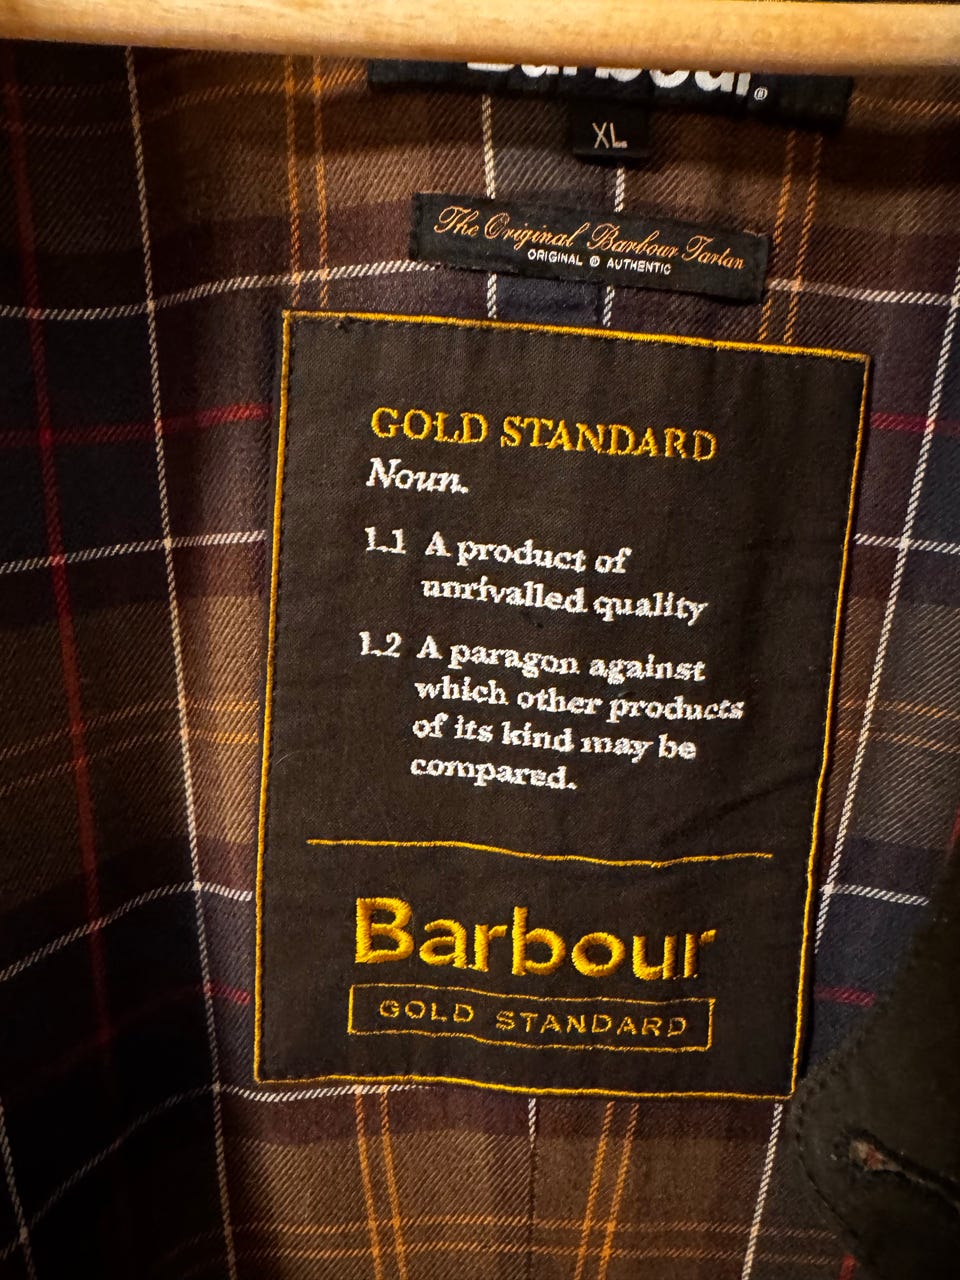 Barbour®
XL
The Original Barbour Tartan
ORIGINAL © AUTHENTIC
GOLD STANDARD
Noun.
1.1 A product of
unrivalled quality
1.2 A paragon against
which other products
of its kind may be
compared.
Barbour
GOLD STANDARD